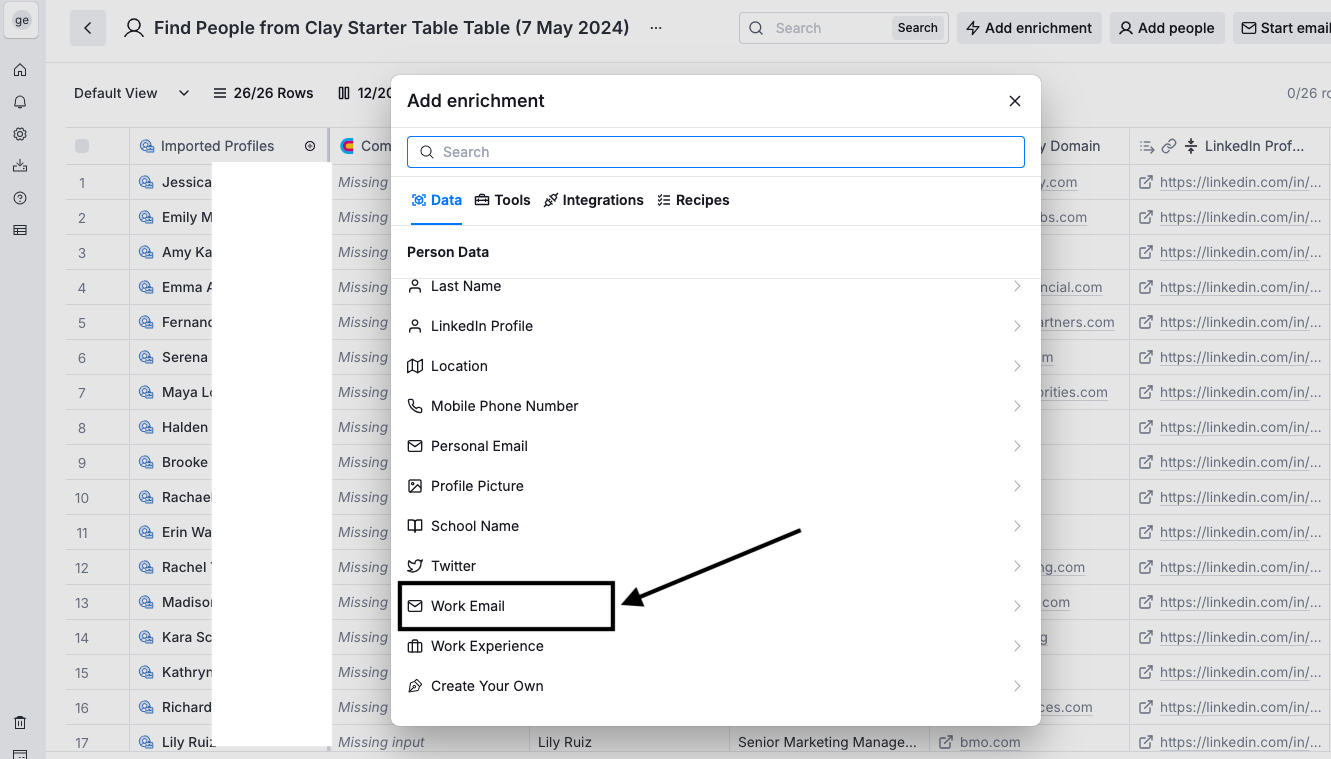 ge
Find People from Clay Starter Table Table (7 May 2024)
...
Search
Search
Add enrichment
Add people
Start email
Default View
26/26 Rows
12/20
0/26 ro
Add enrichment
Search
Data
Tools
Integrations
Recipes
Person Data
Last Name
LinkedIn Profile
Location
Mobile Phone Number
Personal Email
Profile Picture
School Name
Twitter
Work Email
Work Experience
Create Your Own
Imported Profiles
Com
y Domain
LinkedIn Prof...
1 Jessica Missing y.com https://linkedin.com/in/...
2 Emily M Missing bs.com https://linkedin.com/in/...
3 Amy Ka Missing https://linkedin.com/in/...
4 Emma A Missing ncial.com https://linkedin.com/in/...
5 Fernand Missing artners.com https://linkedin.com/in/...
6 Serena Missing m https://linkedin.com/in/...
7 Maya Lo Missing orities.com https://linkedin.com/in/...
8 Halden Missing https://linkedin.com/in/...
9 Brooke Missing https://linkedin.com/in/...
10 Rachael Missing https://linkedin.com/in/...
11 Erin Wa Missing https://linkedin.com/in/...
12 Rachel Missing ng.com https://linkedin.com/in/...
13 Madison Missing .com https://linkedin.com/in/...
14 Kara Sc Missing g https://linkedin.com/in/...
15 Kathryn Missing https://linkedin.com/in/...
16 Richard Missing ces.com https://linkedin.com/in/...
17 Lily Ruiz Missing input Lily Ruiz Senior Marketing Manage... bmo.com https://linkedin.com/in/...